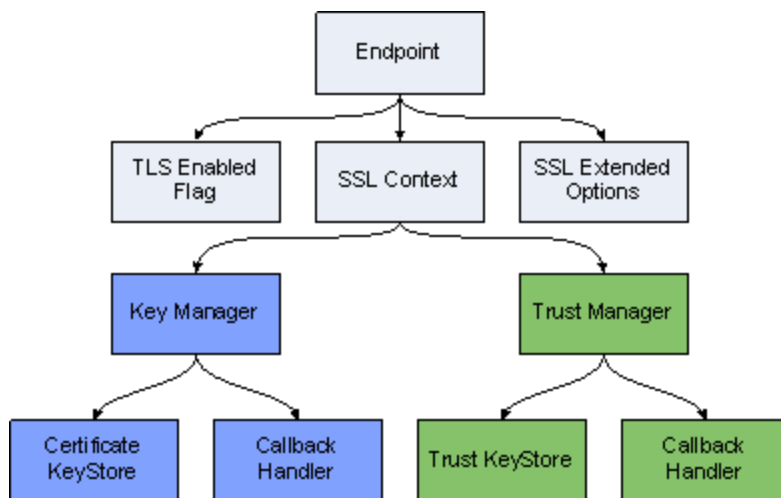 Endpoint
TLS Enabled
Flag
SSL Context
SSL Extended
Options
Key Manager
Trust Manager
Certificate
KeyStore
Callback
Handler
Trust KeyStore
Callback
Handler